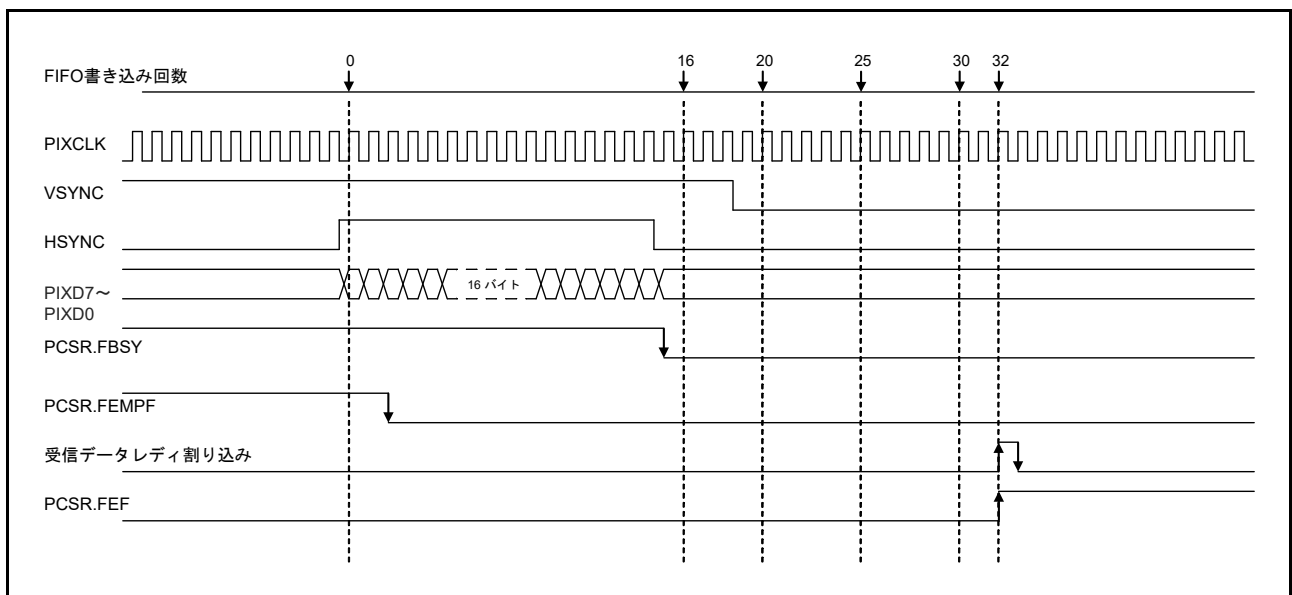 0 16 20 25 30 32
FIFO書き込み回数
PIXCLK
VSYNC
HSYNC
PIXD7～
PIXD0
16 バイト
PCSR.FBSY
PCSR.FEMPF
受信データレディ割り込み
PCSR.FEF